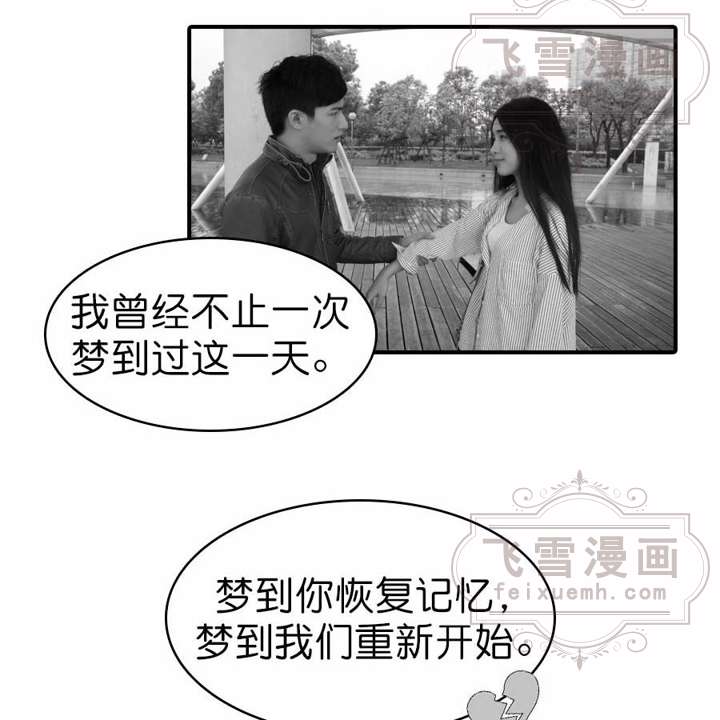 飞雪漫画
我曾经不止一次
梦到过这一天。
飞雪漫画
feixuemh.com
梦到你恢复记忆，
梦到我们重新开始。